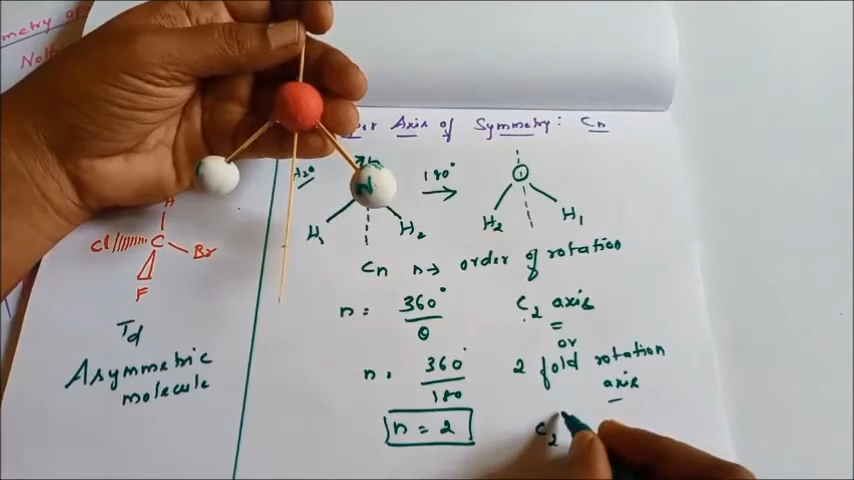 Axis of Symmetry: Cn
H₂O
180°
H₁ H₂
H₂ H₁
Cn n → order of rotation
n = 360° / θ
C₂ axis
or
n = 360° / 180
2 fold rotation
axis
n = 2
C₂
H
Cl C Br
F
Td
Asymmetric
molecule